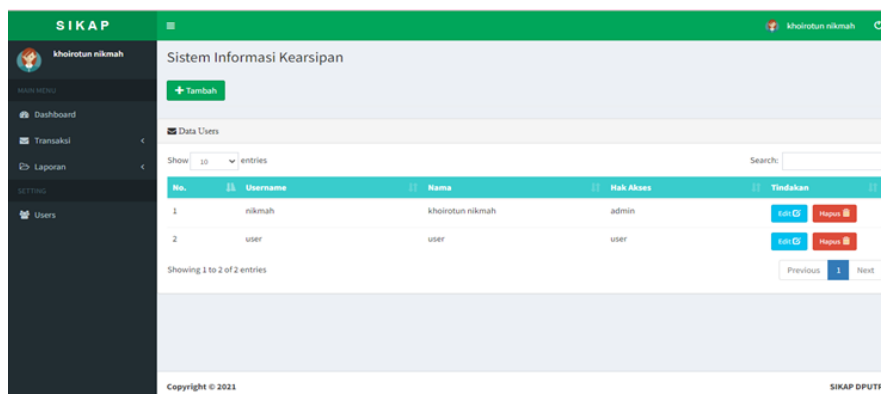 SIKAP
khoirotun nikmah
khoirotun nikmah
MAIN MENU
Dashboard
Transaksi
Laporan
SETTING
Users
Sistem Informasi Kearsipan
Tambah
Data Users
Show 10 entries
Search:
No. Username Nama Hak Akses Tindakan
1 nikmah khoirotun nikmah admin Edit Hapus
2 user user user Edit Hapus
Showing 1 to 2 of 2 entries
Previous 1 Next
Copyright © 2021
SIKAP DPUTR